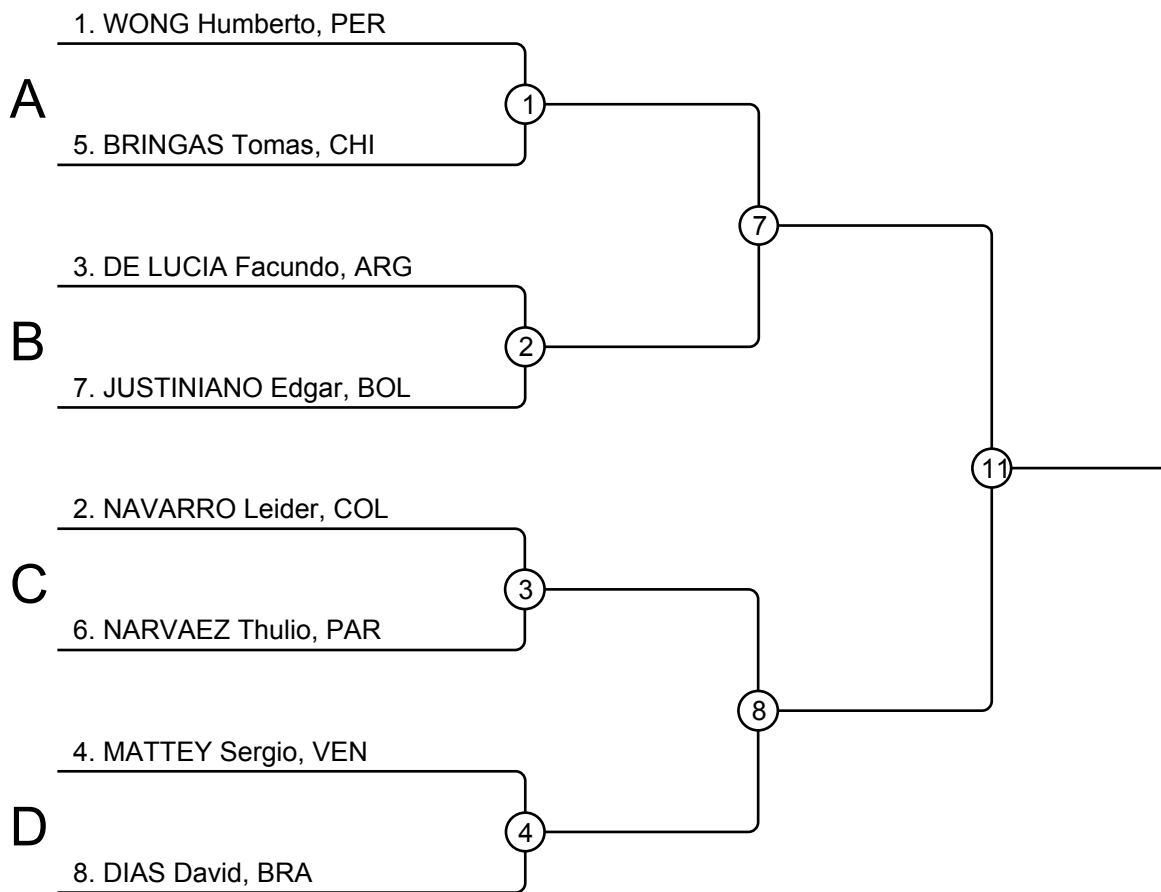 1. WONG Humberto, PER
A
1
5. BRINGAS Tomas, CHI
7
3. DE LUCIA Facundo, ARG
B
2
7. JUSTINIANO Edgar, BOL
11
2. NAVARRO Leider, COL
C
3
6. NARVAEZ Thulio, PAR
8
4. MATTEY Sergio, VEN
D
4
8. DIAS David, BRA